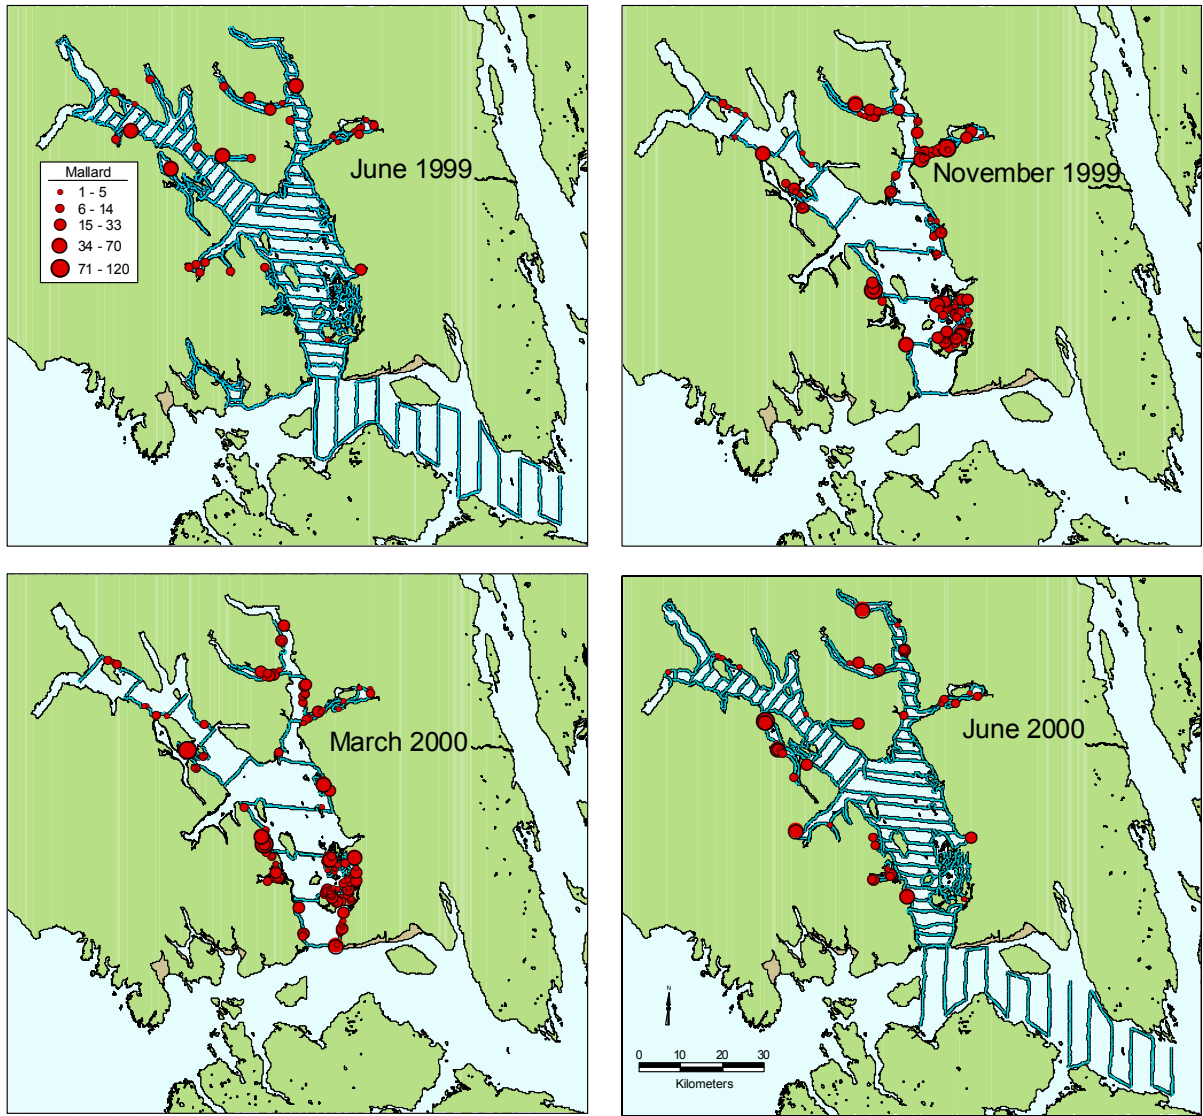 June 1999
Mallard
1 - 5
6 - 14
15 - 33
34 - 70
71 - 120
November 1999
March 2000
June 2000
N
0 10 20 30
Kilometers